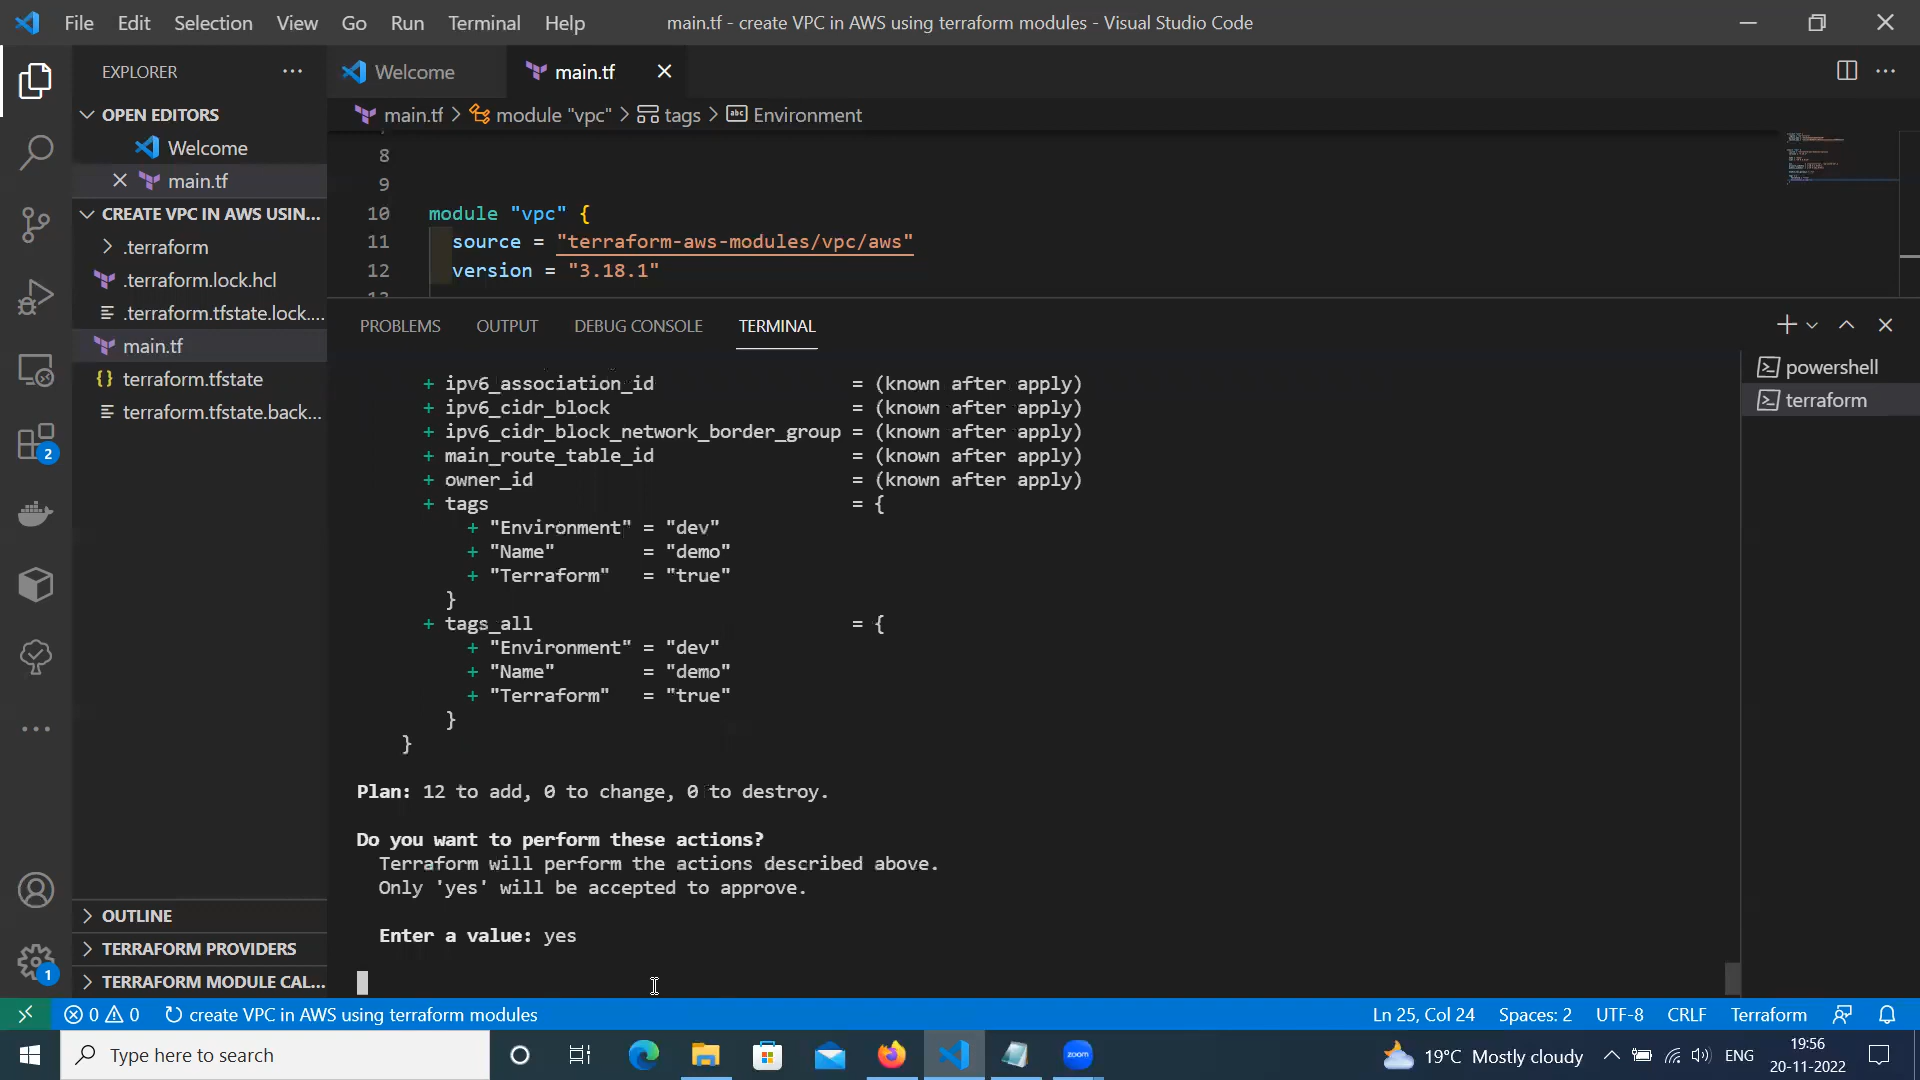 File Edit Selection View Go Run Terminal Help main.tf - create VPC in AWS using terraform modules - Visual Studio Code
EXPLORER
Welcome main.tf
OPEN EDITORS
Welcome
main.tf
CREATE VPC IN AWS USIN...
.terraform
.terraform.lock.hcl
.terraform.tfstate.lock....
main.tf
terraform.tfstate
terraform.tfstate.back...
OUTLINE
TERRAFORM PROVIDERS
TERRAFORM MODULE CAL...
2
1
main.tf > module "vpc" > tags > Environment
8
9
10 module "vpc" {
11 source = "terraform-aws-modules/vpc/aws"
12 version = "3.18.1"
PROBLEMS OUTPUT DEBUG CONSOLE TERMINAL
powershell
terraform
+ ipv6_association_id = (known after apply)
+ ipv6_cidr_block = (known after apply)
+ ipv6_cidr_block_network_border_group = (known after apply)
+ main_route_table_id = (known after apply)
+ owner_id = (known after apply)
+ tags = {
+ "Environment" = "dev"
+ "Name" = "demo"
+ "Terraform" = "true"
}
+ tags_all = {
+ "Environment" = "dev"
+ "Name" = "demo"
+ "Terraform" = "true"
}
}
Plan: 12 to add, 0 to change, 0 to destroy.
Do you want to perform these actions?
Terraform will perform the actions described above.
Only 'yes' will be accepted to approve.
Enter a value: yes
0 0 create VPC in AWS using terraform modules Ln 25, Col 24 Spaces: 2 UTF-8 CRLF Terraform
Type here to search
zoom
19°C Mostly cloudy ENG
19:56
20-11-2022